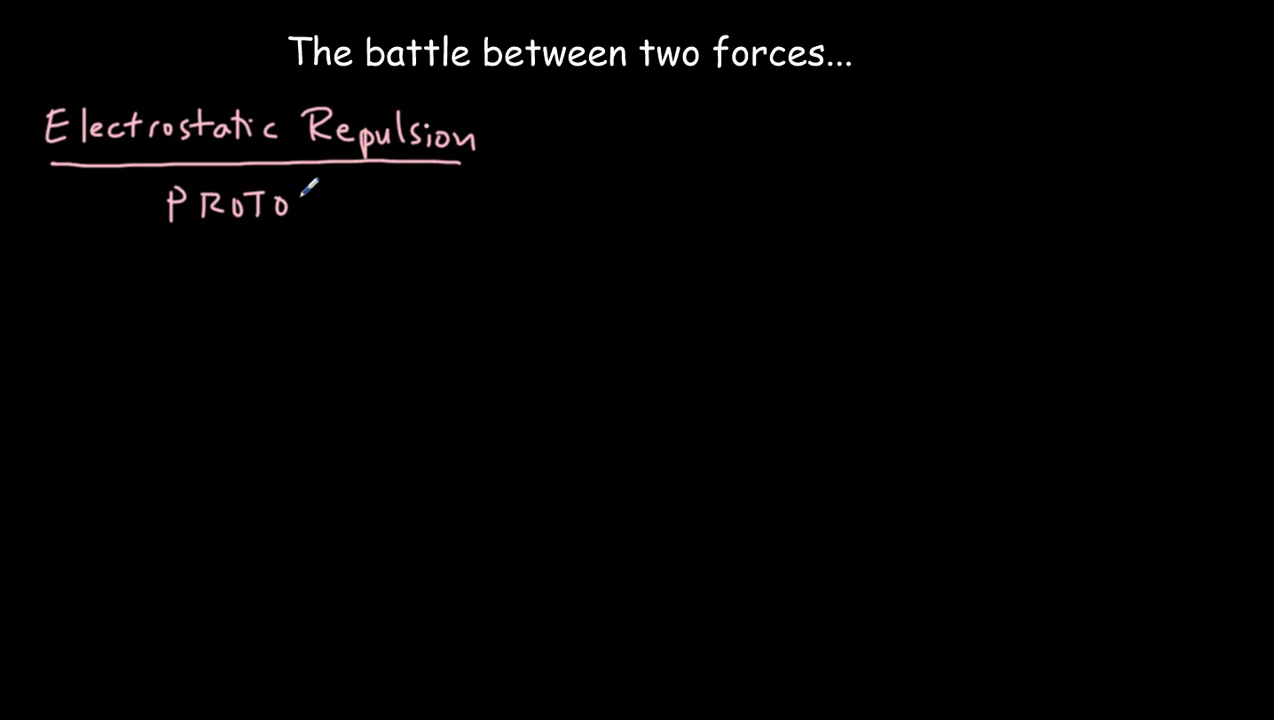 The battle between two forces...
Electrostatic Repulsion
PROTO